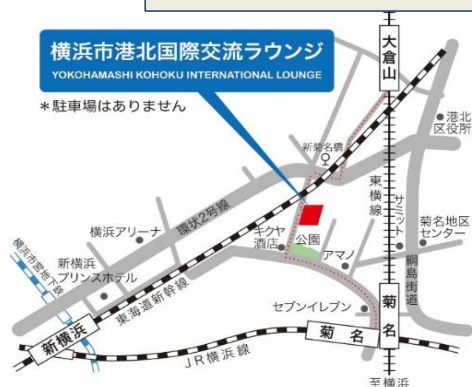 横浜市港北国際交流ラウンジ
YOKOHAMASHI KOHOKU INTERNATIONAL LOUNGE
＊駐車場はありません
大倉山
港北
区役所
新菊名橋
環状2号線
東横線
サミット
菊名地区
センター
綱島街道
横浜アリーナ
キクヤ
酒店
公園
アマノ
新横浜
プリンスホテル
横浜市営地下鉄
東海道新幹線
セブンイレブン
新横浜
菊名
菊名
JR横浜線
至横浜